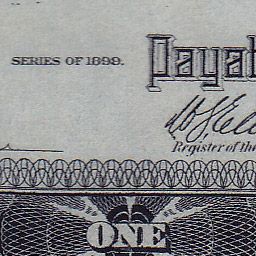 SERIES OF 1899.
Payab
Register of the
ONE